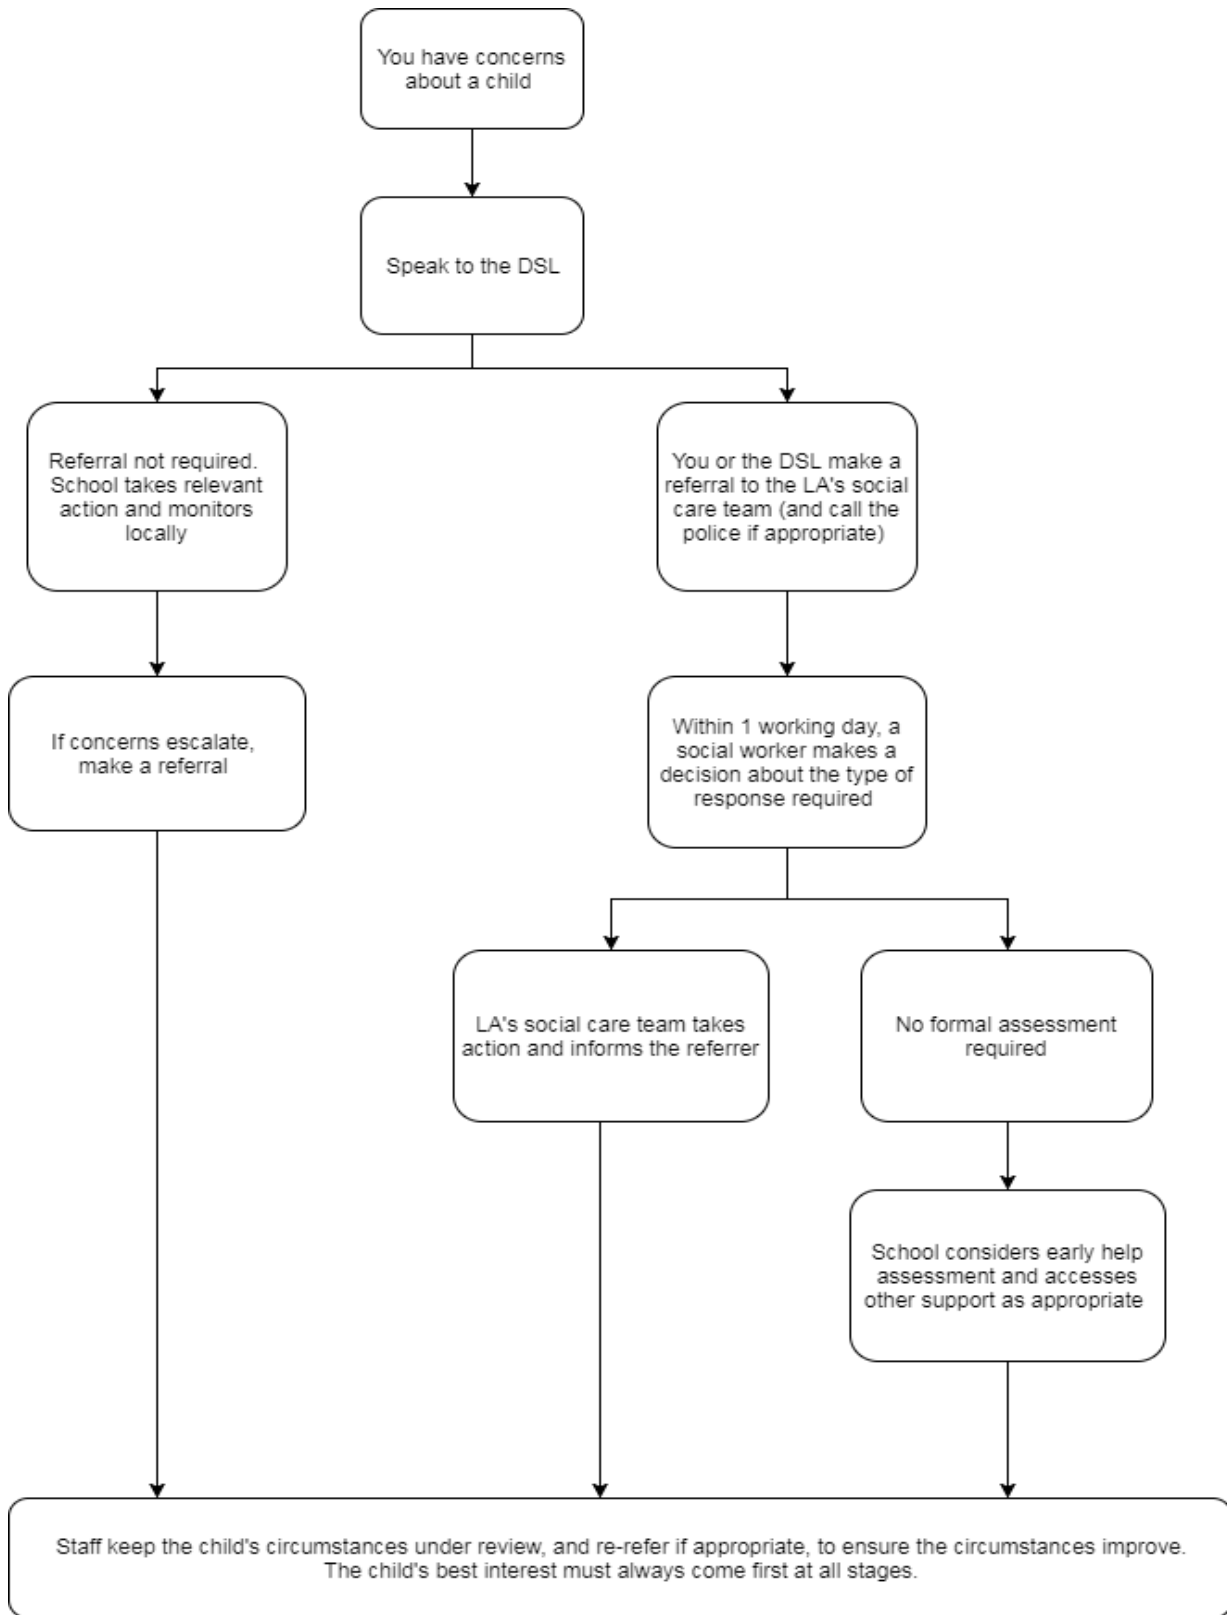 You have concerns
about a child
Speak to the DSL
Referral not required.
School takes relevant
action and monitors
locally
You or the DSL make a
referral to the LA's social
care team (and call the
police if appropriate)
If concerns escalate,
make a referral
Within 1 working day, a
social worker makes a
decision about the type of
response required
LA's social care team takes
action and informs the referrer
No formal assessment
required
School considers early help
assessment and accesses
other support as appropriate
Staff keep the child's circumstances under review, and re-refer if appropriate, to ensure the circumstances improve.
The child's best interest must always come first at all stages.